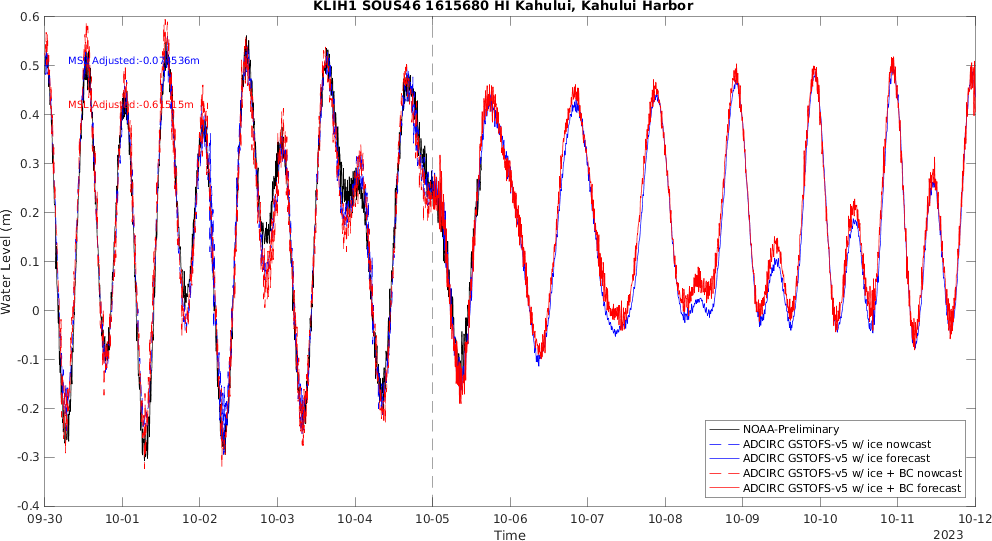 KLIH1 SOUS46 1615680 HI Kahului, Kahului Harbor
0.6
0.5
0.4
0.3
0.2
0.1
0
-0.1
-0.2
-0.3
-0.4
Water Level (m)
MSL Adjusted:-0.61515m
NOAA-Preliminary
ADCIRC GSTOFS-v5 w/ ice nowcast
ADCIRC GSTOFS-v5 w/ ice forecast
ADCIRC GSTOFS-v5 w/ ice + BC nowcast
ADCIRC GSTOFS-v5 w/ ice + BC forecast
09-30 10-01 10-02 10-03 10-04 10-05 10-06 10-07 10-08 10-09 10-10 10-11 10-12
Time
2023